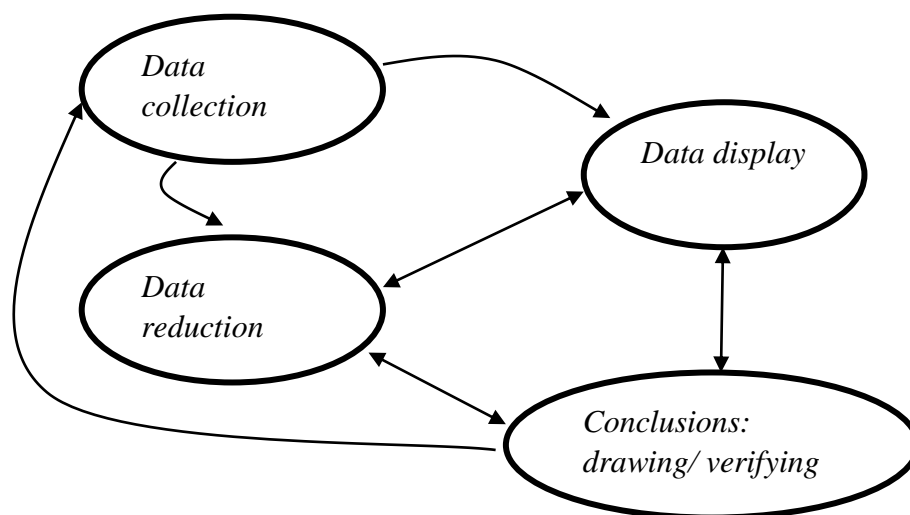 Data
collection
Data display
Data
reduction
Conclusions:
drawing/ verifying